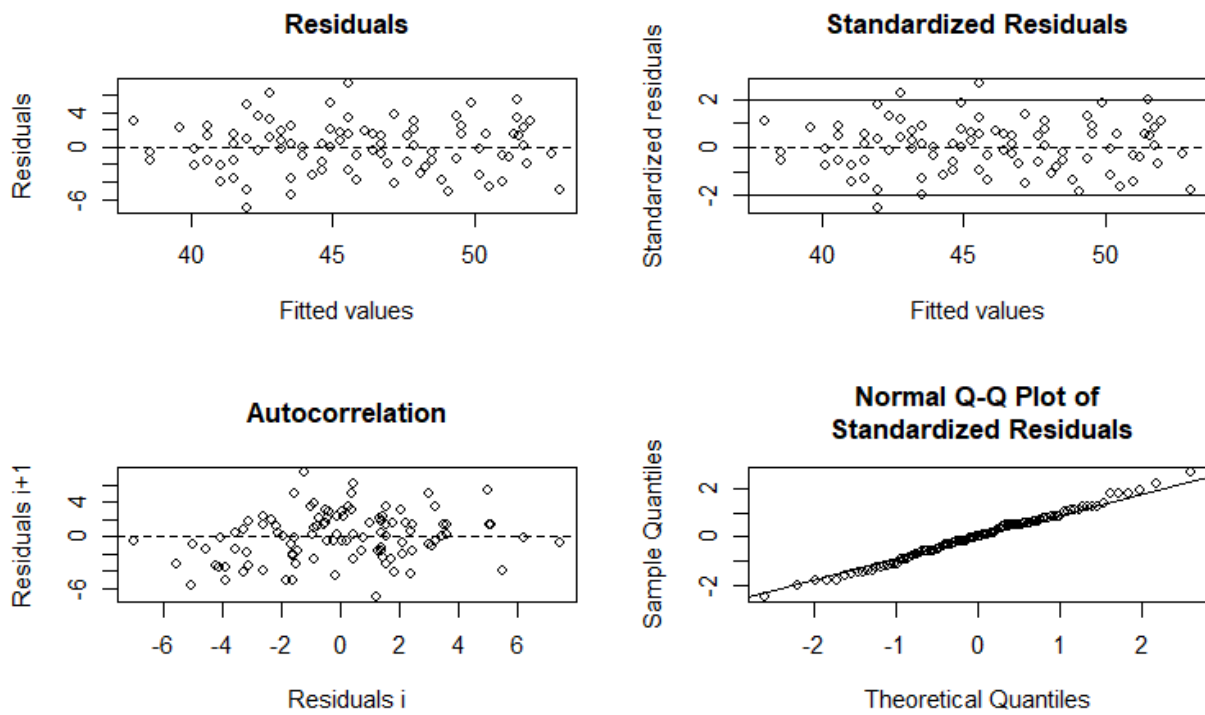 Residuals
Residuals
4
0
-6
40
45
50
Fitted values
Standardized Residuals
Standardized residuals
2
0
-2
40
45
50
Fitted values
Autocorrelation
Residuals i+1
4
0
-6
-6
-4
-2
0
2
4
6
Residuals i
Normal Q-Q Plot of
Standardized Residuals
Sample Quantiles
2
0
-2
-2
-1
0
1
2
Theoretical Quantiles